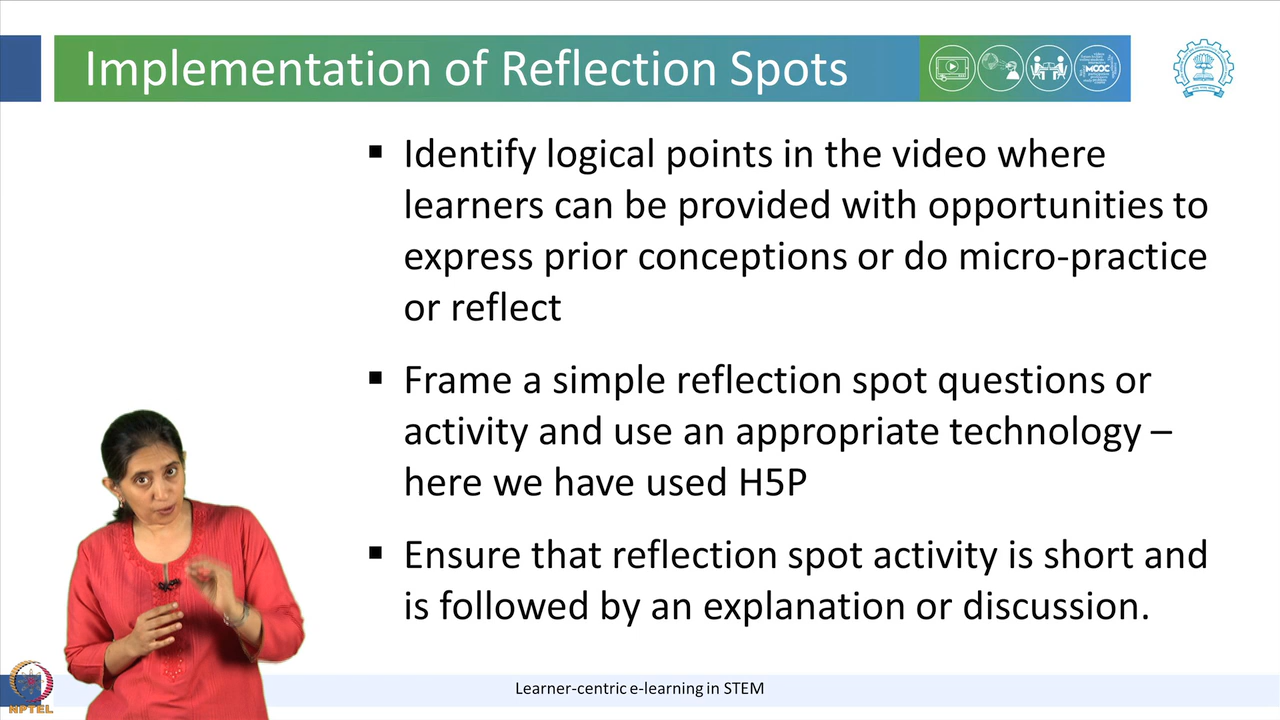 Implementation of Reflection Spots
MOOC
▪ Identify logical points in the video where
learners can be provided with opportunities to
express prior conceptions or do micro-practice
or reflect
▪ Frame a simple reflection spot questions or
activity and use an appropriate technology –
here we have used H5P
▪ Ensure that reflection spot activity is short and
is followed by an explanation or discussion.
Learner-centric e-learning in STEM
NPTEL